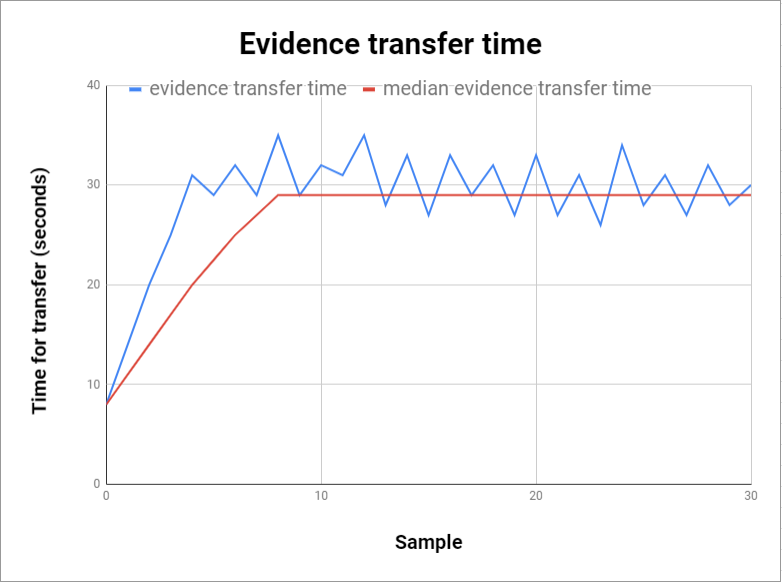 Evidence transfer time
evidence transfer time
median evidence transfer time
Time for transfer (seconds)
40
30
20
10
0
0
10
20
30
Sample